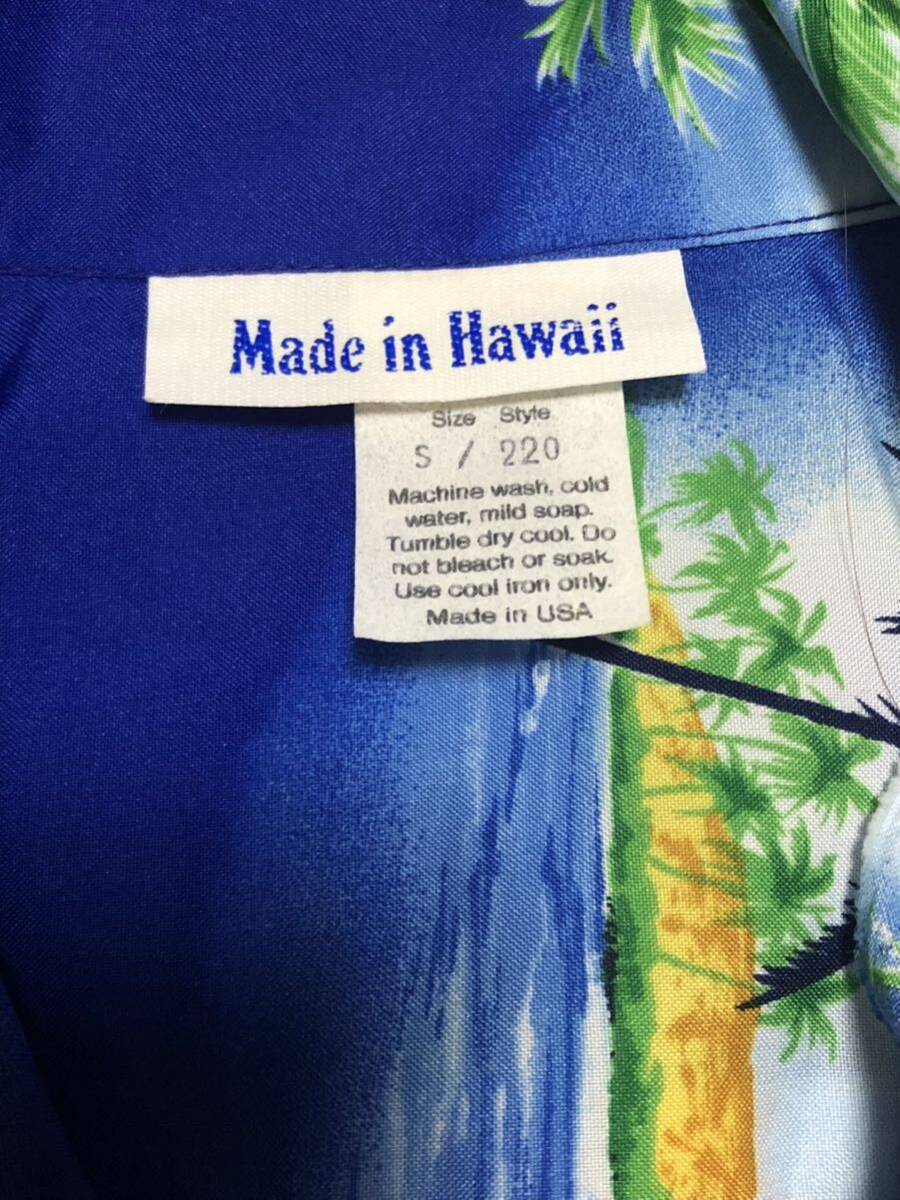 Made in Hawaii
Size Style
S / 220
Machine wash, cold
water, mild soap.
Tumble dry cool. Do
not bleach or soak.
Use cool iron only.
Made in USA